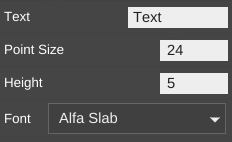 Text Text
Point Size 24
Height 5
Font Alfa Slab